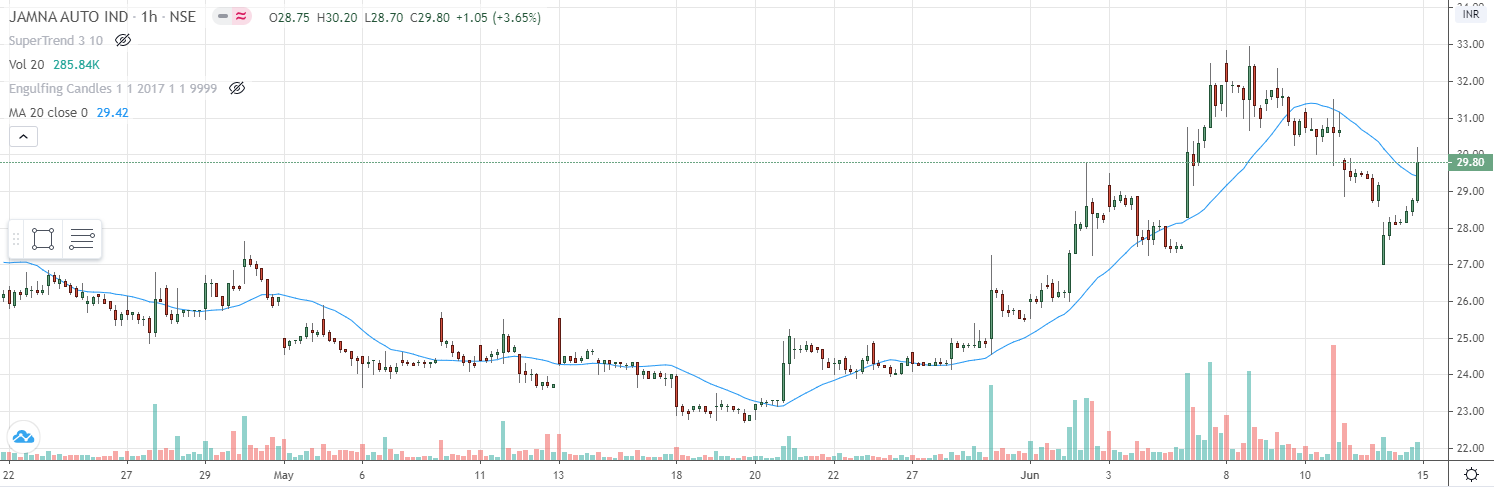 JAMNA AUTO IND · 1h · NSE O28.75 H30.20 L28.70 C29.80 +1.05 (+3.65%)
SuperTrend 3 10
Vol 20 285.84K
Engulfing Candles 1 1 2017 1 1 9999
MA 20 close 0 29.42
INR
34.00
33.00
32.00
31.00
30.00
29.80
29.00
28.00
27.00
26.00
25.00
24.00
23.00
22.00
22 27 29 May 6 11 13 18 20 22 27 Jun 3 8 10 15